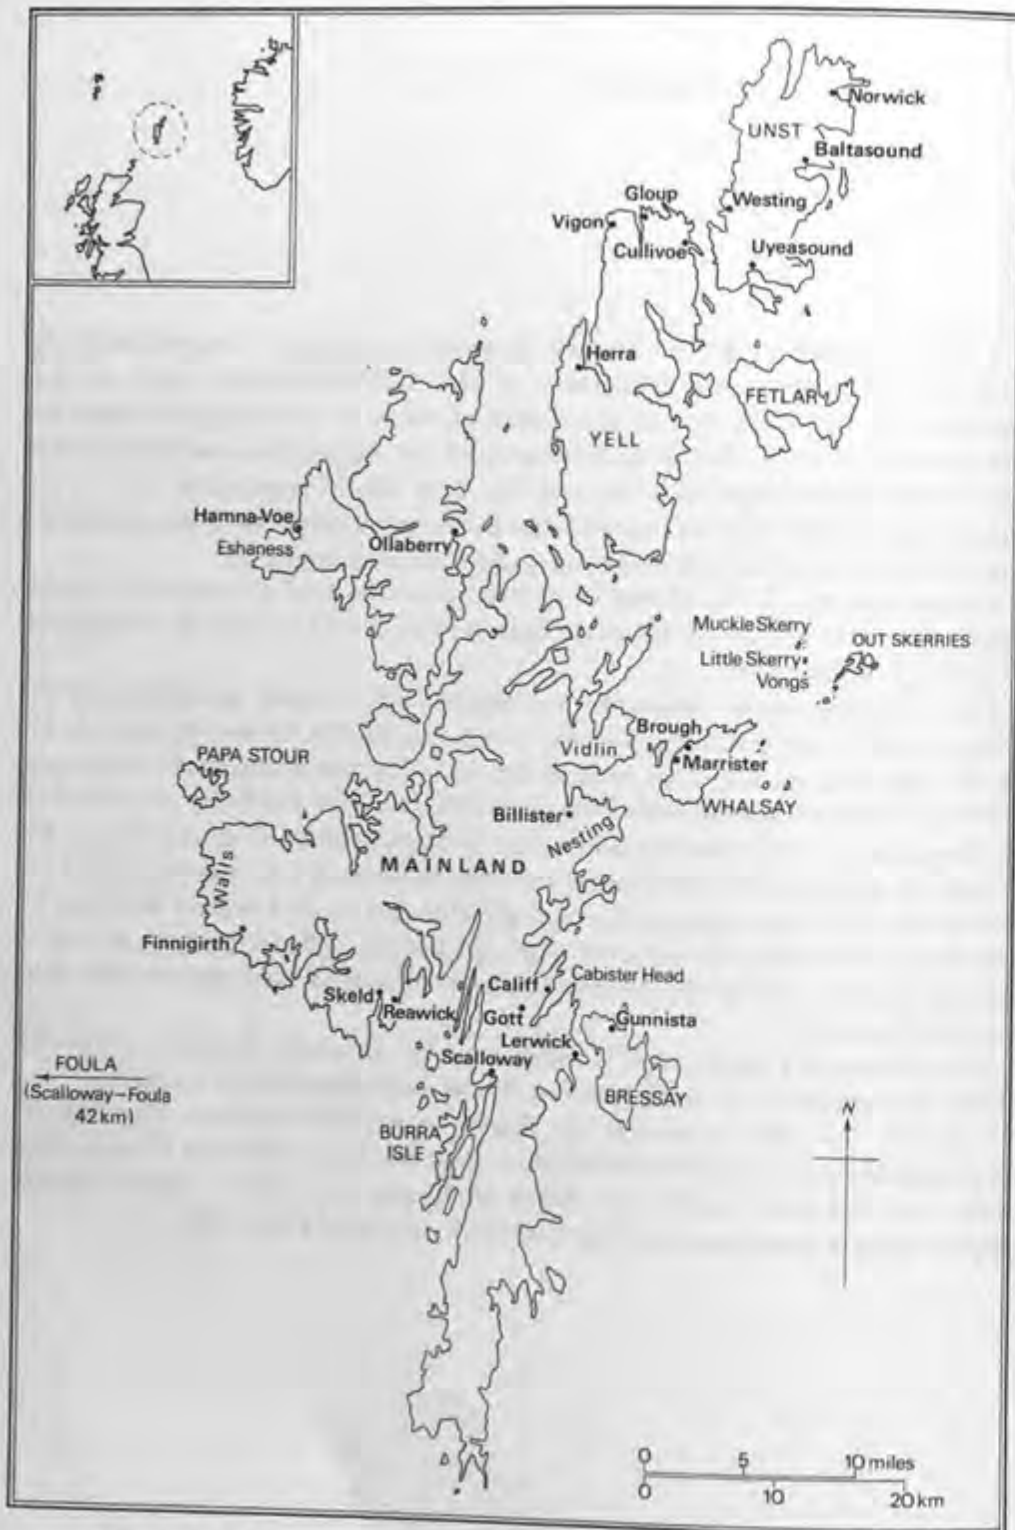 Norwick
UNST
Baltasound
Gloup
Westing
Vigon
Cullivoe
Uyeasound
Herra
FETLAR
YELL
Hamna-Voe
Eshaness
Ollaberry
Muckle Skerry
OUT SKERRIES
Little Skerry
Vongs
Brough
Vidlin
Marrister
PAPA STOUR
WHALSAY
Billister
Nesting
MAINLAND
Walls
Finnigirth
Califf
Cabister Head
Skeld
Reawick
Gott
Gunnista
Lerwick
Scalloway
FOULA
(Scalloway–Foula
42km)
BRESSAY
BURRA
ISLE
N
0 5 10 miles
0 10 20 km